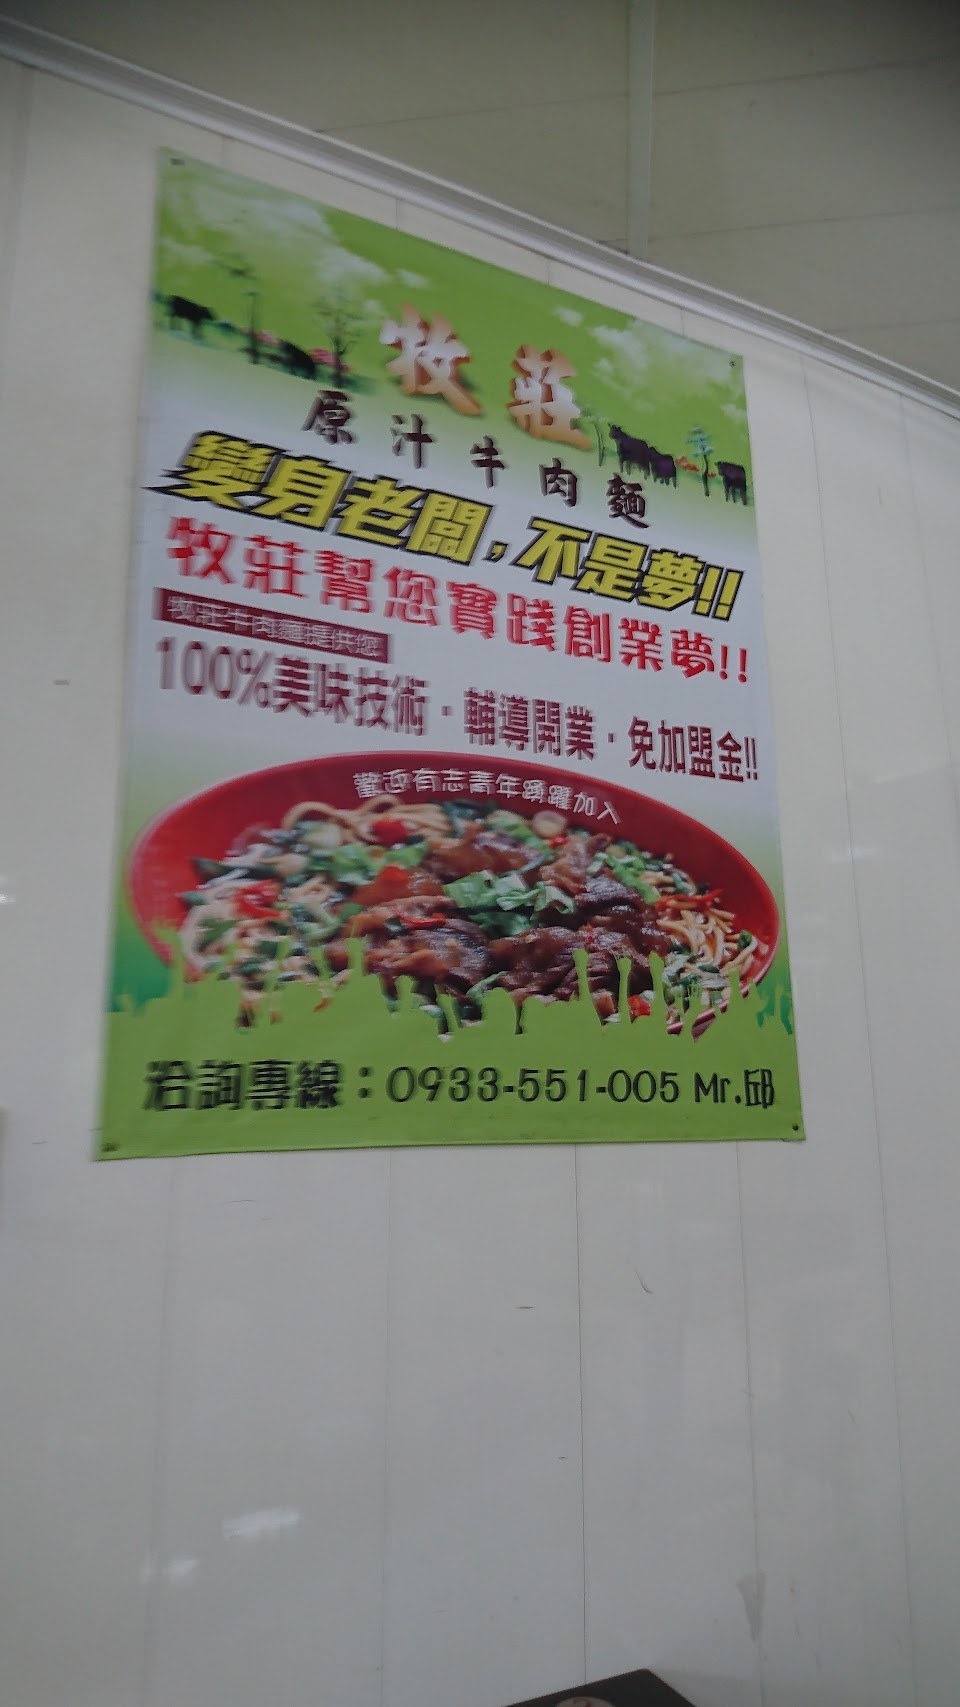 牧莊
原汁牛肉麵
變身老闆,不是夢!!
牧莊幫您實踐創業夢!!
牧莊牛肉麵提供您
100%美味技術·輔導開業·免加盟金!!
歡迎有志青年踴躍加入
洽詢專線:0933-551-005 Mr.邱